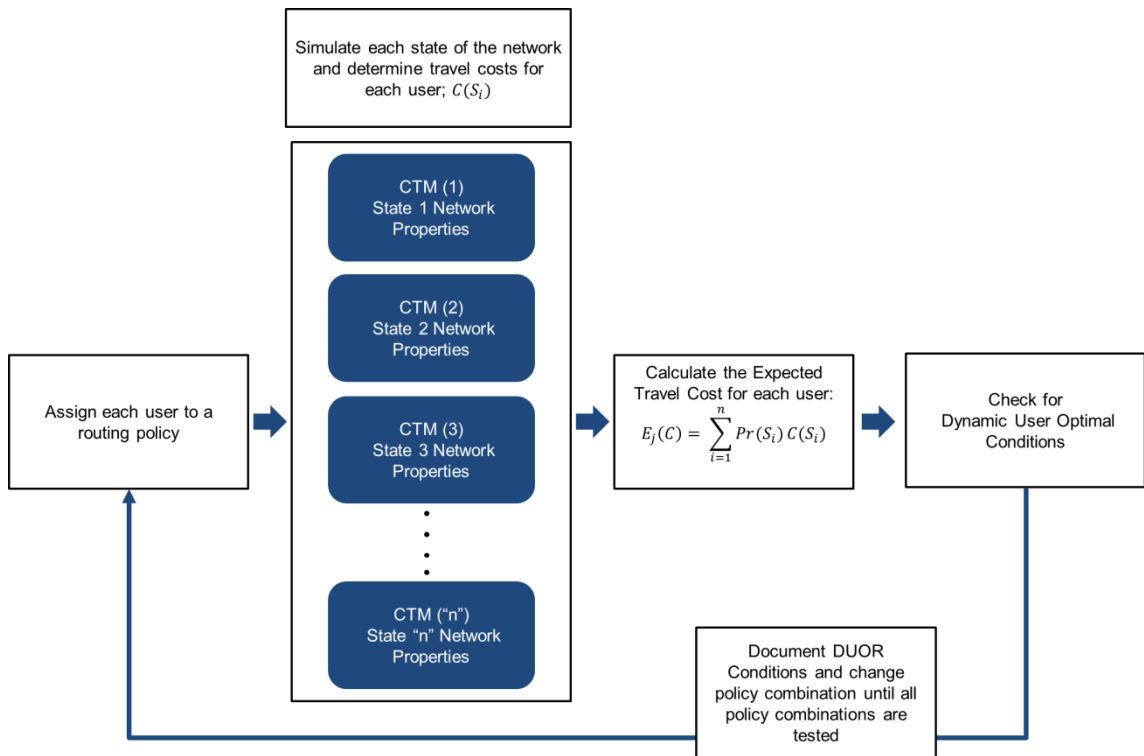 Simulate each state of the network
and determine travel costs for
each user; C(S_i)
Assign each user to a
routing policy
CTM (1)
State 1 Network
Properties
CTM (2)
State 2 Network
Properties
CTM (3)
State 3 Network
Properties
CTM (“n”)
State “n” Network
Properties
Calculate the Expected
Travel Cost for each user:
E_j(C) = ∑_{i=1}^{n} Pr(S_i) C(S_i)
Check for
Dynamic User Optimal
Conditions
Document DUOR
Conditions and change
policy combination until all
policy combinations are
tested